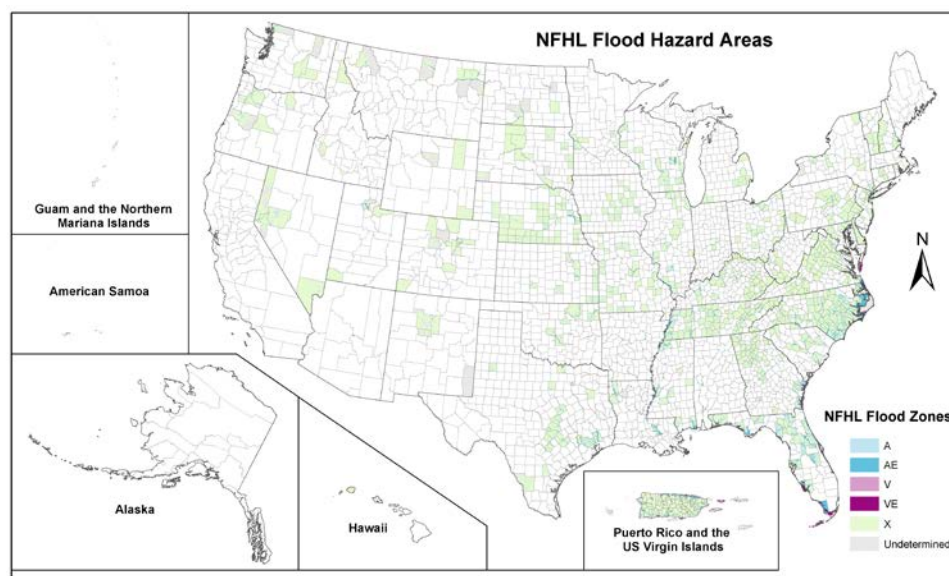 NFHL Flood Hazard Areas
Guam and the Northern
Mariana Islands
American Samoa
N
Alaska
Hawaii
Puerto Rico and the
US Virgin Islands
NFHL Flood Zones
A
AE
V
VE
X
Undetermined